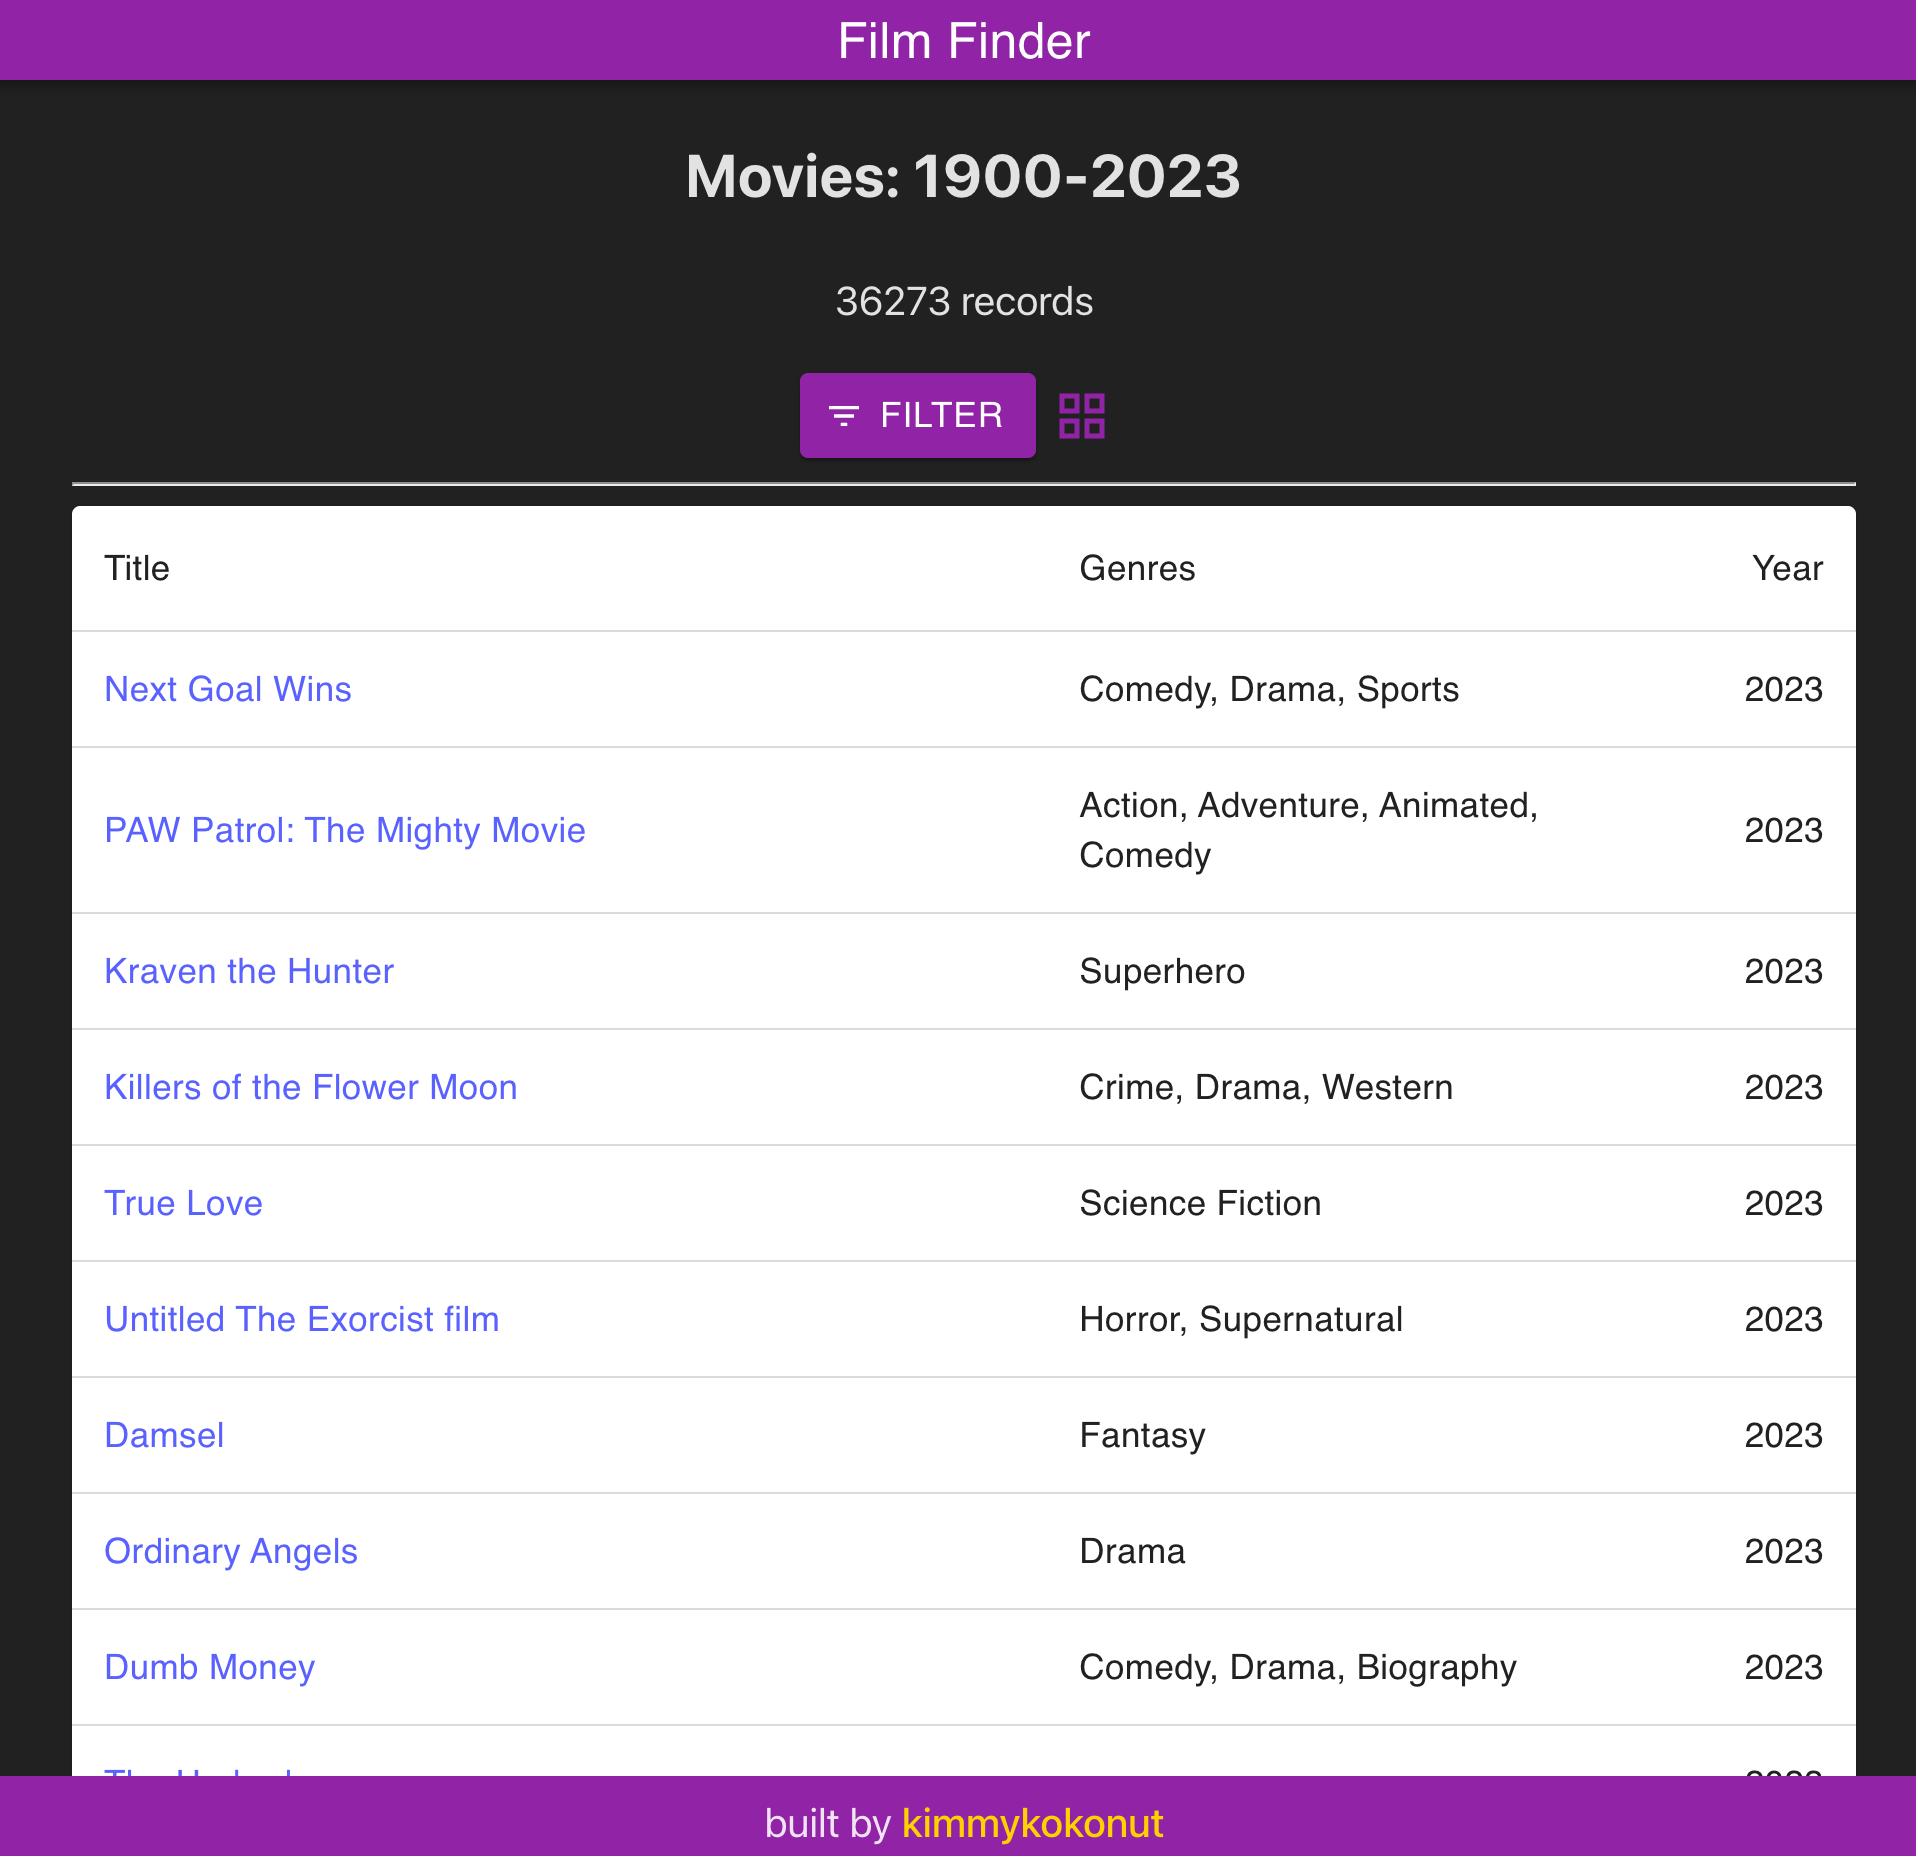 Film Finder
Movies: 1900-2023
36273 records
FILTER
Title Genres Year
Next Goal Wins Comedy, Drama, Sports 2023
PAW Patrol: The Mighty Movie Action, Adventure, Animated, 2023
Comedy
Kraven the Hunter Superhero 2023
Killers of the Flower Moon Crime, Drama, Western 2023
True Love Science Fiction 2023
Untitled The Exorcist film Horror, Supernatural 2023
Damsel Fantasy 2023
Ordinary Angels Drama 2023
Dumb Money Comedy, Drama, Biography 2023
built by kimmykokonut